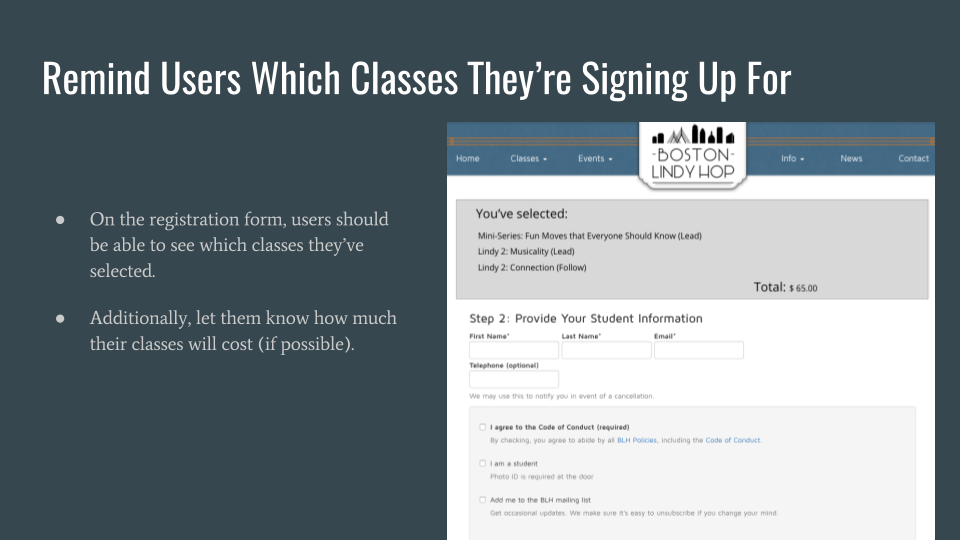 Remind Users Which Classes They’re Signing Up For
● On the registration form, users should
be able to see which classes they’ve
selected.
● Additionally, let them know how much
their classes will cost (if possible).
Home Classes Events -BOSTON- LINDY HOP Info News Contact
You've selected:
Mini-Series: Fun Moves that Everyone Should Know (Lead)
Lindy 2: Musicality (Lead)
Lindy 2: Connection (Follow)
Total: $ 65.00
Step 2: Provide Your Student Information
First Name* Last Name* Email*
Telephone (optional)
We may use this to notify you in event of a cancellation.
I agree to the Code of Conduct (required)
By checking, you agree to abide by all BLH Policies, including the Code of Conduct.
I am a student
Photo ID is required at the door
Add me to the BLH mailing list
Get occasional updates. We make sure it's easy to unsubscribe if you change your mind.